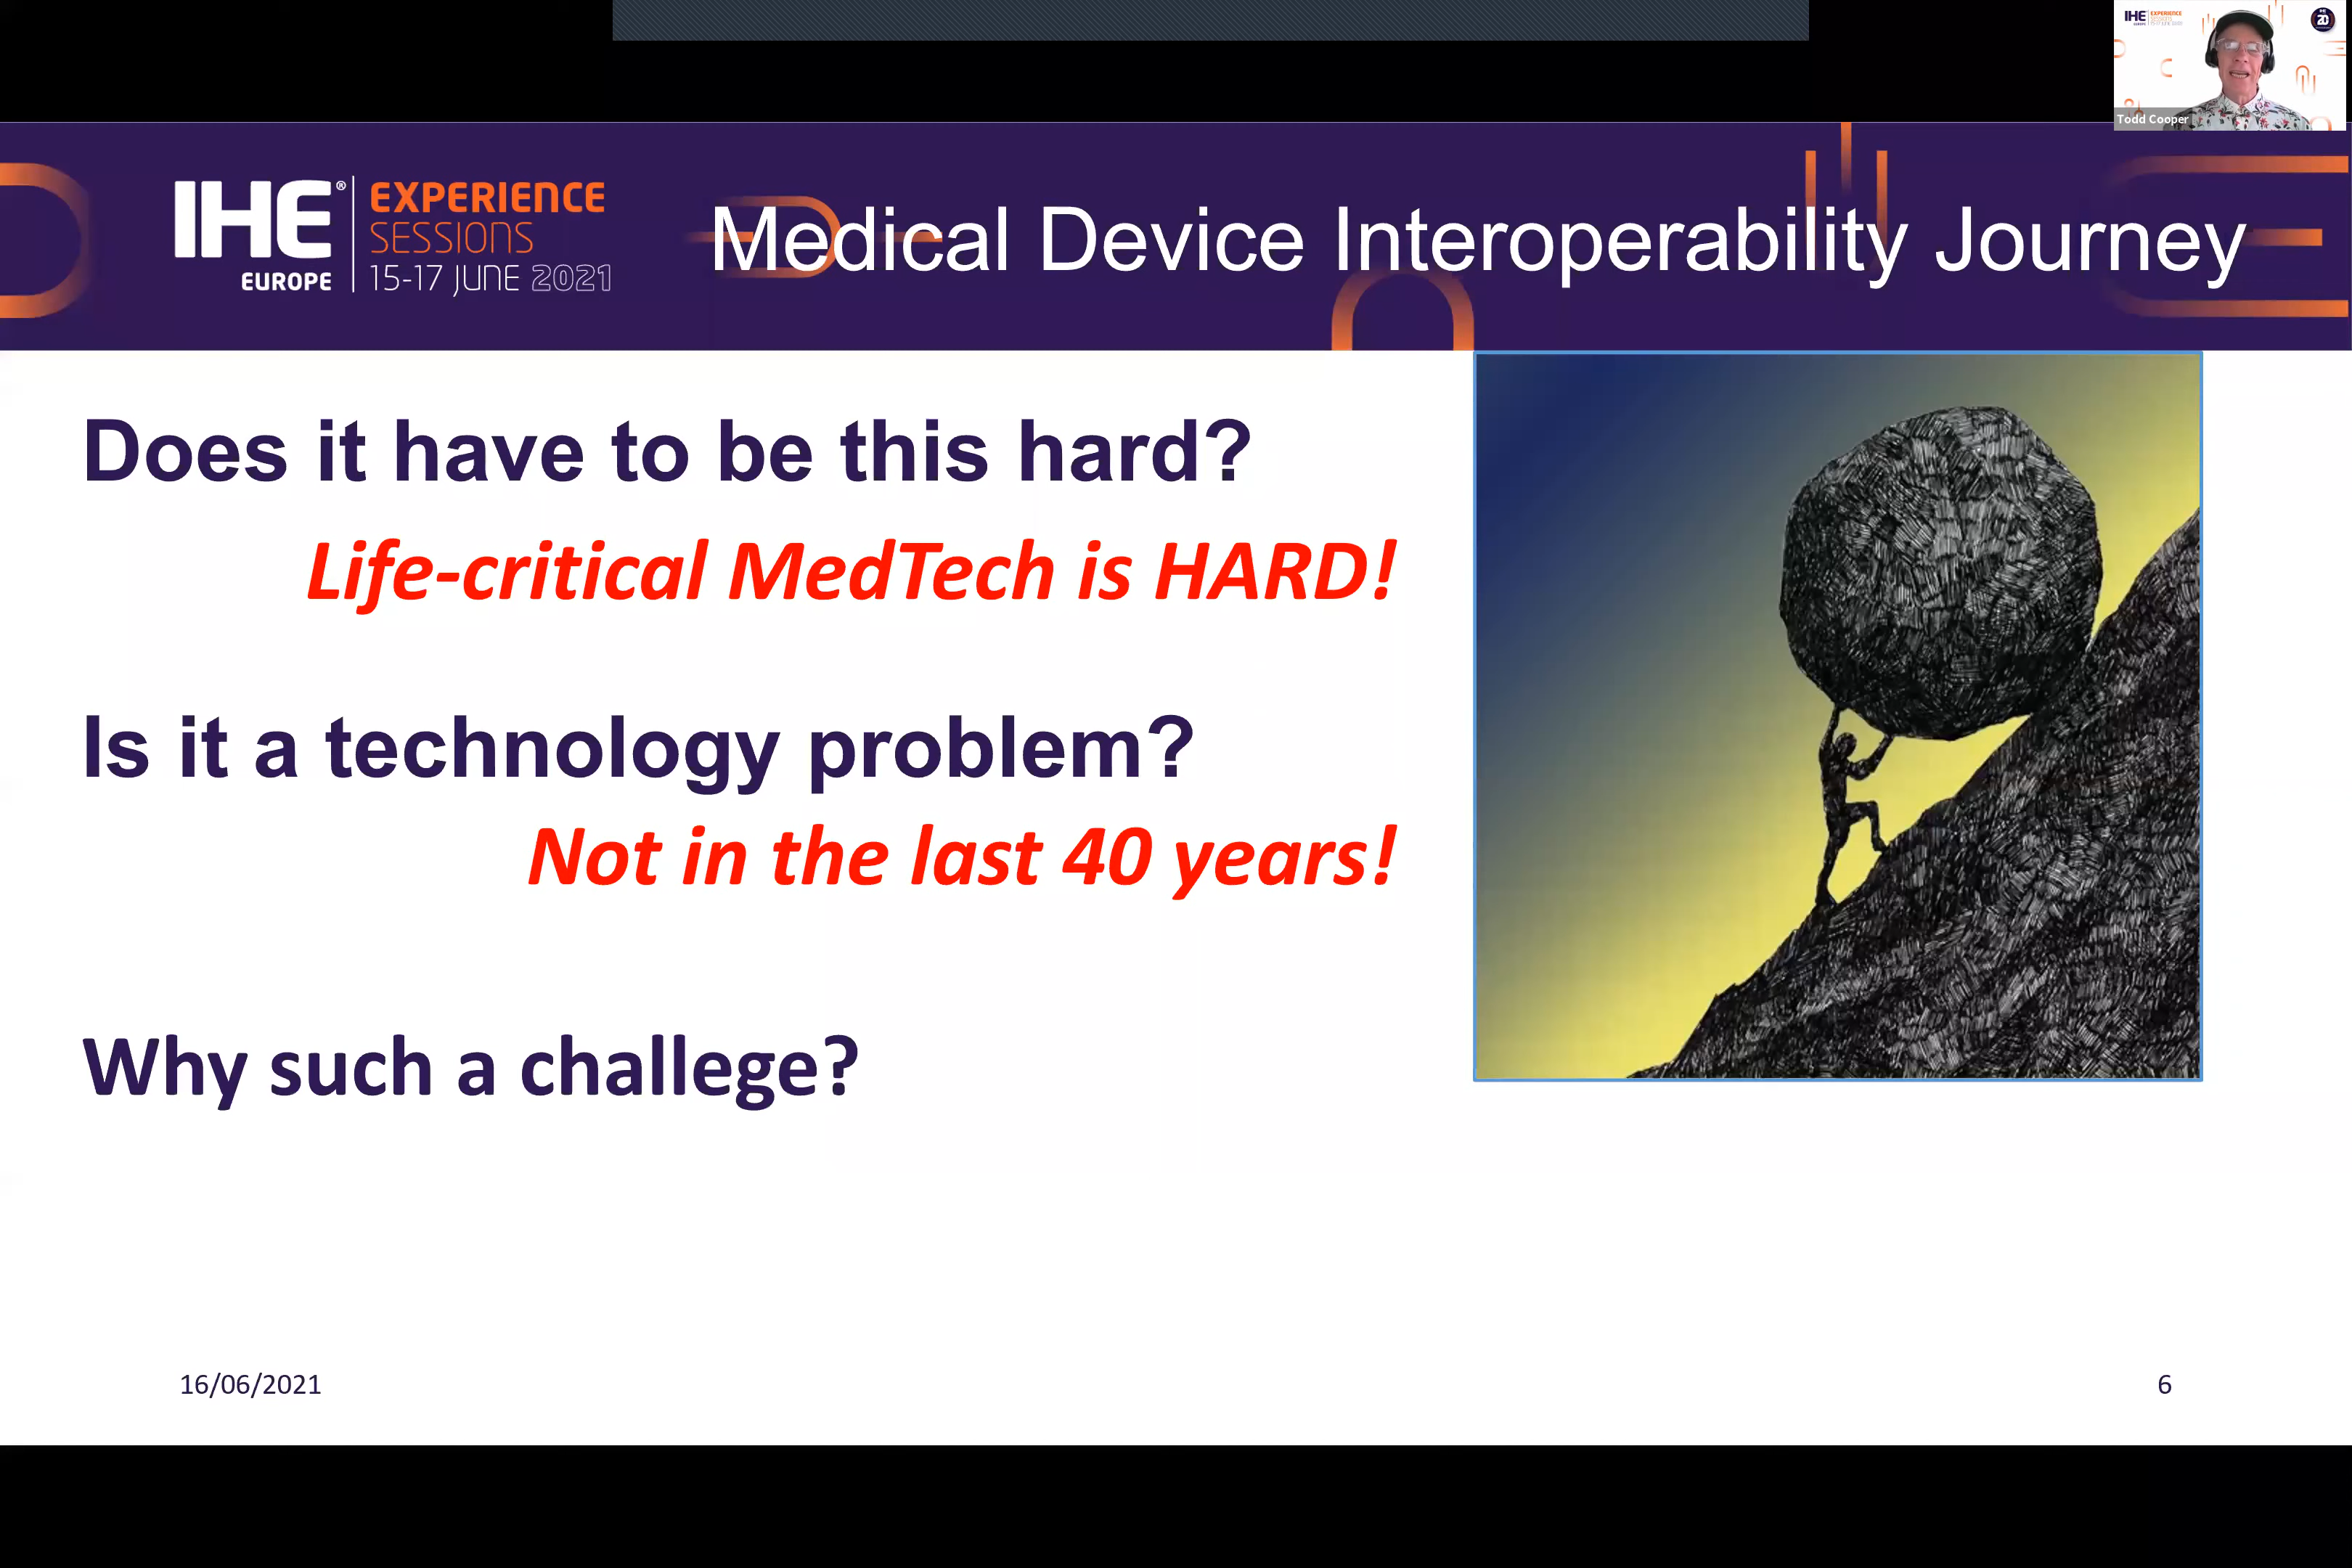 IHE EXPERIENCE
Todd Cooper
IHE® EXPERIENCE
SESSIONS
EUROPE 15-17 JUNE 2021
Medical Device Interoperability Journey
Does it have to be this hard?
Life-critical MedTech is HARD!
Is it a technology problem?
Not in the last 40 years!
Why such a challege?
16/06/2021
6